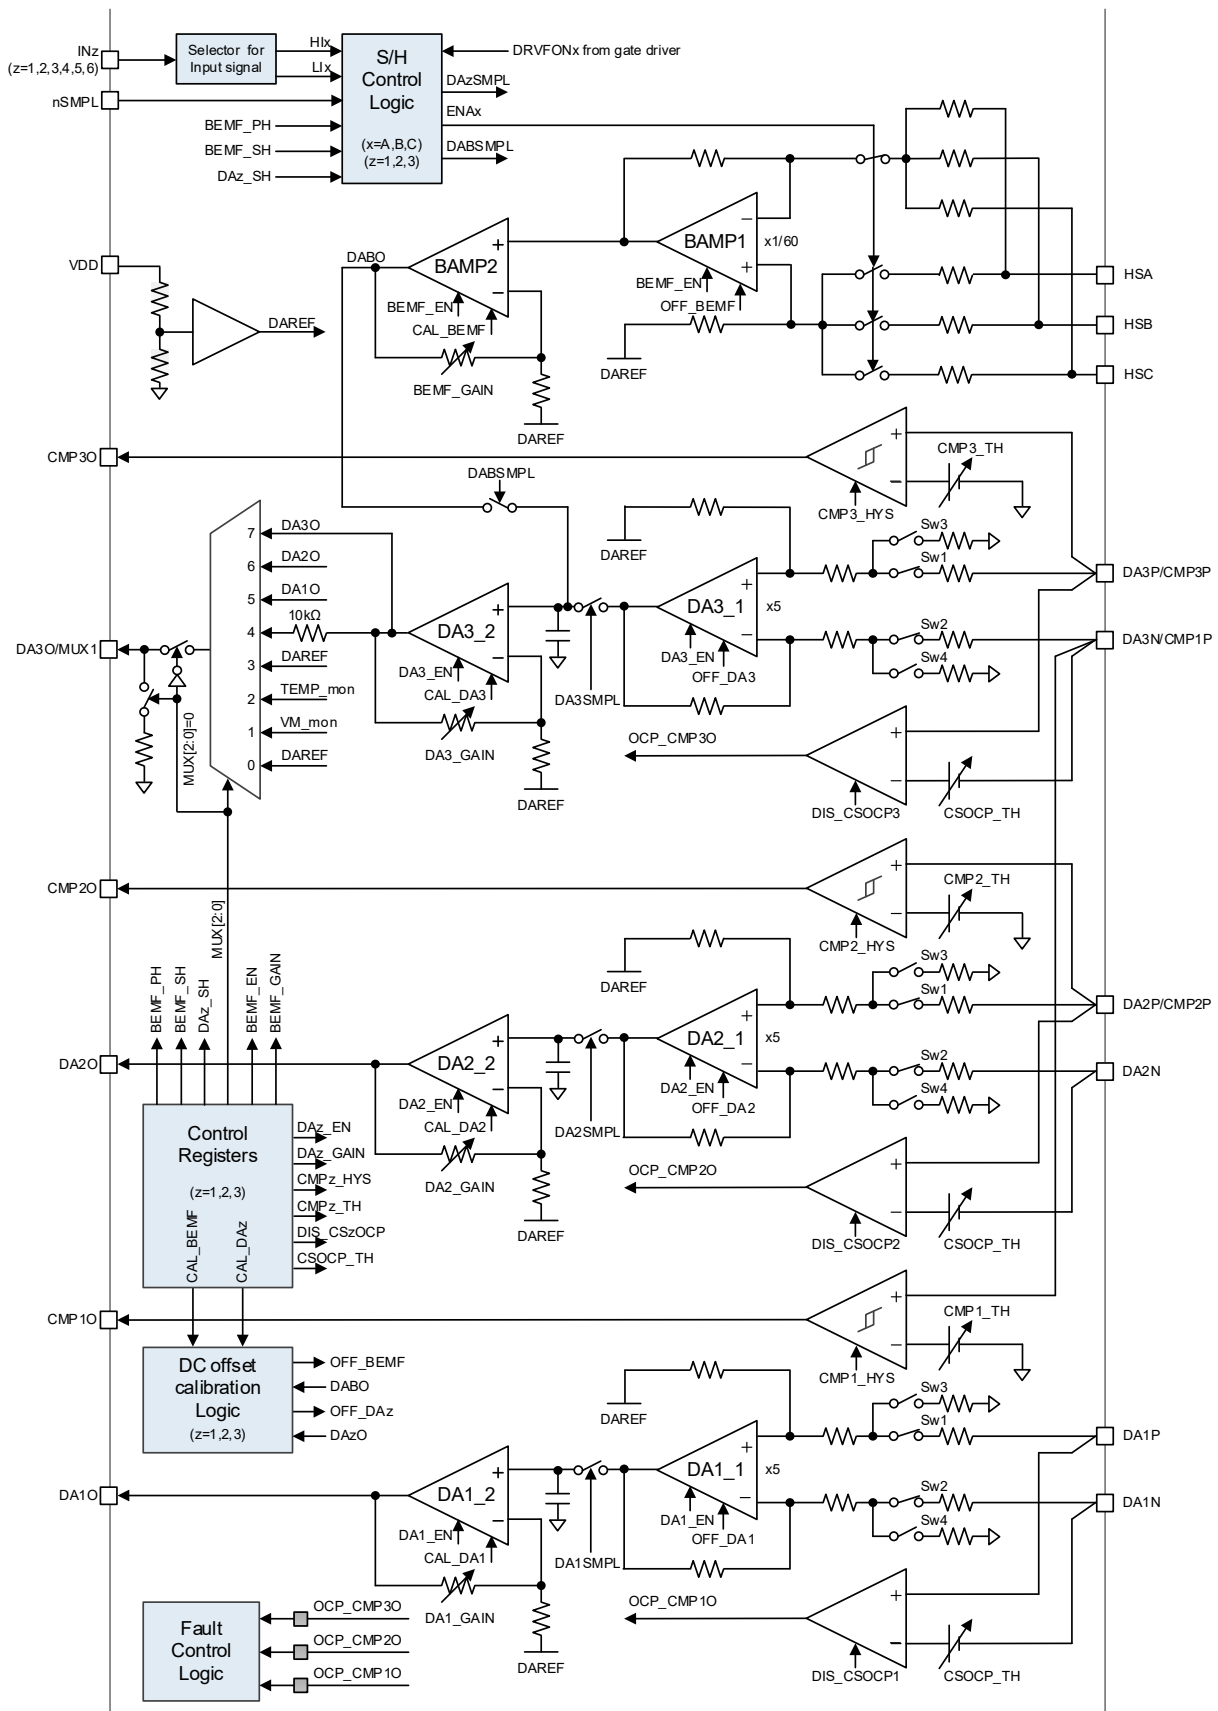 INz
(z=1,2,3,4,5,6)
Selector for
Input signal
HIx
LIx
S/H
Control
Logic
(x=A,B,C)
(z=1,2,3)
DRVFONx from gate driver
DAzSMPL
ENAx
DABSMPL
nSMPL
BEMF_PH
BEMF_SH
DAz_SH
VDD
DAREF
DABO
+
BAMP2
−
BEMF_EN
CAL_BEMF
BEMF_GAIN
DAREF
−
BAMP1
x1/60
+
BEMF_EN
OFF_BEMF
DAREF
HSA
HSB
HSC
CMP3O
+
−
CMP3_TH
CMP3_HYS
DABSMPL
DAREF
Sw3
Sw1
DA3P/CMP3P
7
DA3O
6
DA2O
5
DA1O
4
10kΩ
3
DAREF
2
TEMP_mon
1
VM_mon
0
DAREF
DA3O/MUX1
MUX[2:0]=0
+
DA3_2
−
DA3_EN
CAL_DA3
DA3_GAIN
DAREF
DA3SMPL
+
DA3_1
x5
−
DA3_EN
OFF_DA3
Sw2
Sw4
DA3N/CMP1P
OCP_CMP3O
+
−
DIS_CSOCP3
CSOCP_TH
CMP2O
+
−
CMP2_TH
CMP2_HYS
MUX[2:0]
BEMF_PH
BEMF_SH
DAz_SH
BEMF_EN
BEMF_GAIN
DAREF
Sw3
Sw1
DA2P/CMP2P
DA2O
+
DA2_2
−
DA2_EN
CAL_DA2
DA2_GAIN
DAREF
DA2SMPL
+
DA2_1
x5
−
DA2_EN
OFF_DA2
Sw2
Sw4
DA2N
Control
Registers
(z=1,2,3)
CAL_BEMF
CAL_DAz
DAz_EN
DAz_GAIN
CMPz_HYS
CMPz_TH
DIS_CSzOCP
CSOCP_TH
OCP_CMP2O
+
−
DIS_CSOCP2
CSOCP_TH
CMP1O
+
−
CMP1_TH
CMP1_HYS
DC offset
calibration
Logic
(z=1,2,3)
OFF_BEMF
DABO
OFF_DAz
DAzO
DAREF
Sw3
Sw1
DA1P
DA1O
+
DA1_2
−
DA1_EN
CAL_DA1
DA1_GAIN
DAREF
DA1SMPL
+
DA1_1
x5
−
DA1_EN
OFF_DA1
Sw2
Sw4
DA1N
OCP_CMP1O
+
−
DIS_CSOCP1
CSOCP_TH
Fault
Control
Logic
OCP_CMP3O
OCP_CMP2O
OCP_CMP1O